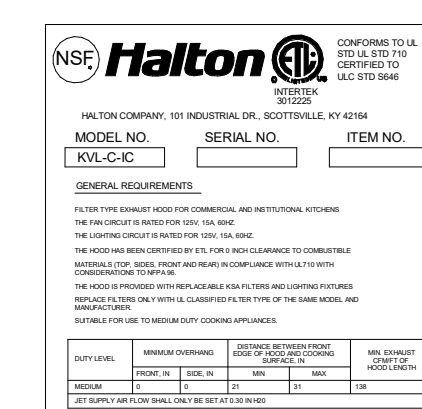 NSF
Halton
ETL
LISTED
US
INTERTEK
3012225
CONFORMS TO UL
STD UL STD 710
CERTIFIED TO
ULC STD S646
HALTON COMPANY, 101 INDUSTRIAL DR., SCOTTSVILLE, KY 42164
MODEL NO. SERIAL NO. ITEM NO.
KVL-C-IC
GENERAL REQUIREMENTS
FILTER TYPE EXHAUST HOOD FOR COMMERCIAL AND INSTITUTIONAL KITCHENS
THE FAN CIRCUIT IS RATED FOR 125V, 15A, 60HZ.
THE LIGHTING CIRCUIT IS RATED FOR 125V, 15A, 60HZ.
THE HOOD HAS BEEN CERTIFIED BY ETL FOR 0 INCH CLEARANCE TO COMBUSTIBLE
MATERIALS (TOP, SIDES, FRONT AND REAR) IN COMPLIANCE WITH UL710 WITH
CONSIDERATIONS TO NFPA 96.
THE HOOD IS PROVIDED WITH REPLACEABLE KSA FILTERS AND LIGHTING FIXTURES
REPLACE FILTERS ONLY WITH UL CLASSIFIED FILTER TYPE OF THE SAME MODEL AND
MANUFACTURER.
SUITABLE FOR USE TO MEDIUM DUTY COOKING APPLIANCES.
DUTY LEVEL
MINIMUM OVERHANG
FRONT, IN SIDE, IN
DISTANCE BETWEEN FRONT
EDGE OF HOOD AND COOKING
SURFACE, IN
MIN MAX
MIN. EXHAUST
CFM/FT OF
HOOD LENGTH
MEDIUM 0 0 21 31 138
JET SUPPLY AIR FLOW SHALL ONLY BE SET AT 0.30 IN H20